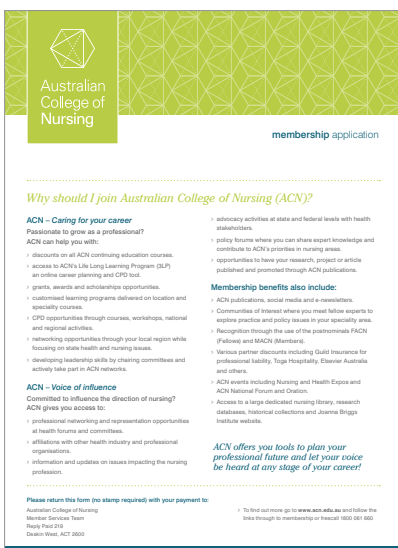 Australian
College of
Nursing
membership application
Why should I join Australian College of Nursing (ACN)?
ACN – Caring for your career
Passionate to grow as a professional?
ACN can help you with:
› discounts on all ACN continuing education courses.
› access to ACN's Life Long Learning Program (3LP)
an online career planning and CPD tool.
› grants, awards and scholarships opportunities.
› customised learning programs delivered on location and
speciality courses.
› CPD opportunities through courses, workshops, national
and regional activities.
› networking opportunities through your local region while
focusing on state health and nursing issues.
› developing leadership skills by chairing committees and
actively take part in ACN networks.
ACN – Voice of influence
Committed to influence the direction of nursing?
ACN gives you access to:
› professional networking and representation opportunities
at health forums and committees.
› affiliations with other health industry and professional
organisations.
› information and updates on issues impacting the nursing
profession.
› advocacy activities at state and federal levels with health
stakeholders.
› policy forums where you can share expert knowledge and
contribute to ACN's priorities in nursing areas.
› opportunities to have your research, project or article
published and promoted through ACN publications.
Membership benefits also include:
› ACN publications, social media and e-newsletters.
› Communities of Interest where you meet fellow experts to
explore practice and policy issues in your speciality area.
› Recognition through the use of the postnominals FACN
(Fellows) and MACN (Members).
› Various partner discounts including Guild Insurance for
professional liability, Toga Hospitality, Elsevier Australia
and others.
› ACN events including Nursing and Health Expos and
ACN National Forum and Oration.
› Access to a large dedicated nursing library, research
databases, historical collections and Joanna Briggs
Institute website.
ACN offers you tools to plan your
professional future and let your voice
be heard at any stage of your career!
Please return this form (no stamp required) with your payment to:
Australian College of Nursing
Member Services Team
Reply Paid 219
Deakin West, ACT 2600
› To find out more go to www.acn.edu.au and follow the
links through to membership or freecall 1800 061 660